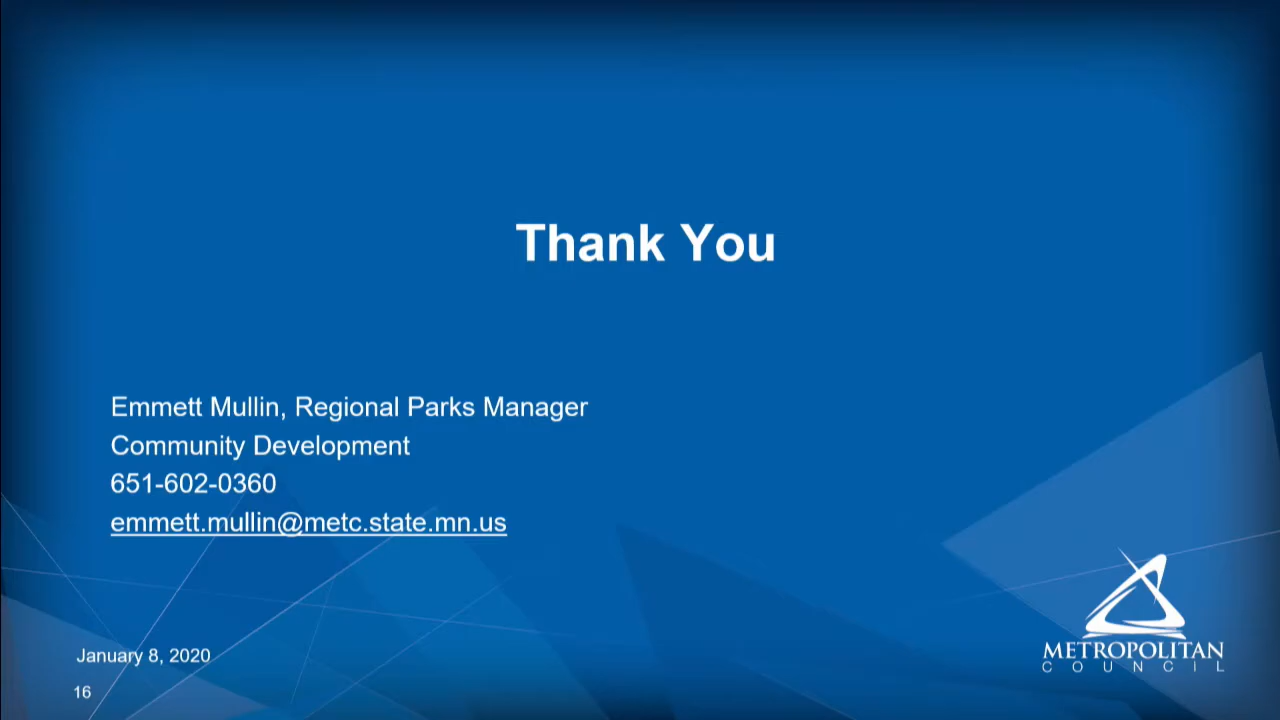 Thank You
Emmett Mullin, Regional Parks Manager
Community Development
651-602-0360
emmett.mullin@metc.state.mn.us
January 8, 2020
16
METROPOLITAN
COUNCIL